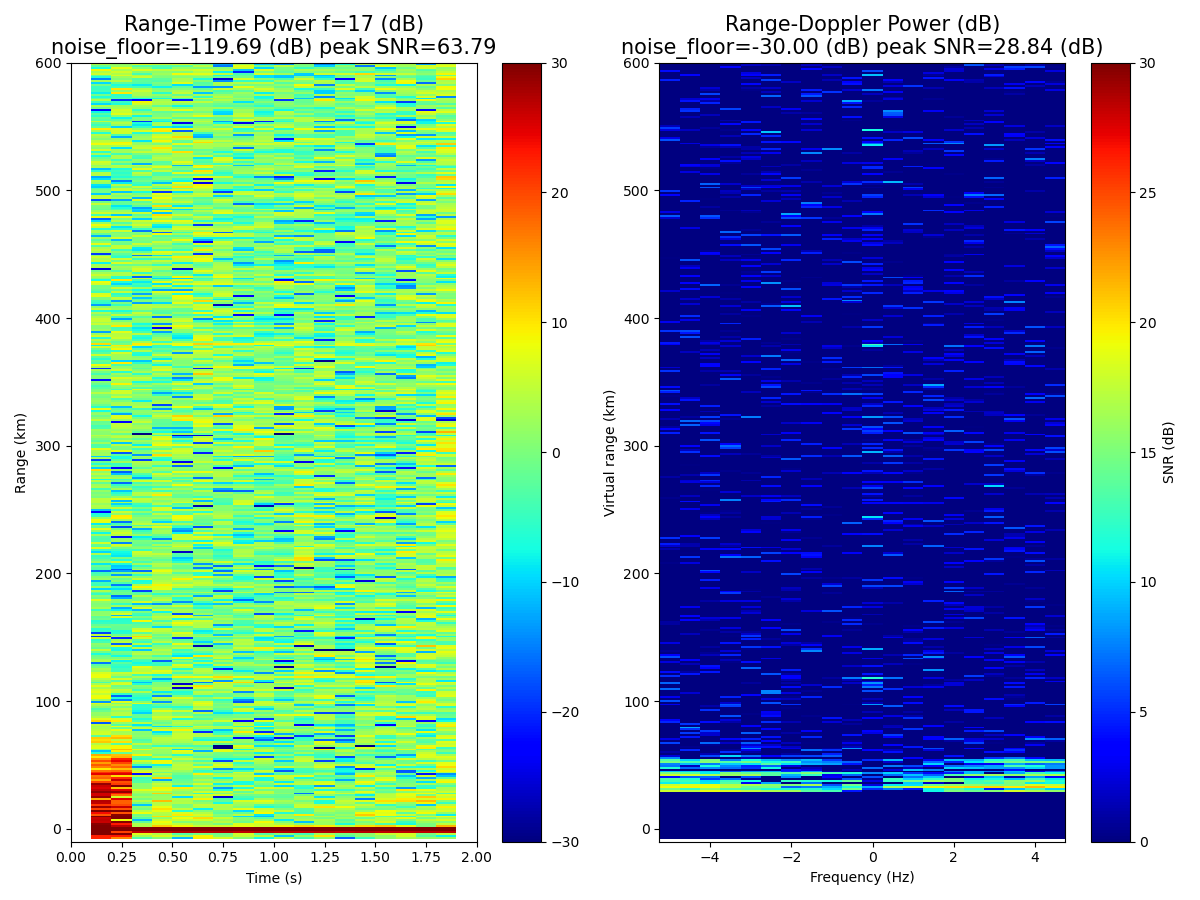 Range-Time Power f=17 (dB)
noise_floor=-119.69 (dB) peak SNR=63.79
600
500
400
300
200
100
0
Range (km)
0.00 0.25 0.50 0.75 1.00 1.25 1.50 1.75 2.00
Time (s)
30
20
10
0
−10
−20
−30
Range-Doppler Power (dB)
noise_floor=-30.00 (dB) peak SNR=28.84 (dB)
600
500
400
300
200
100
0
Virtual range (km)
−4 −2 0 2 4
Frequency (Hz)
30
25
20
15
10
5
0
SNR (dB)